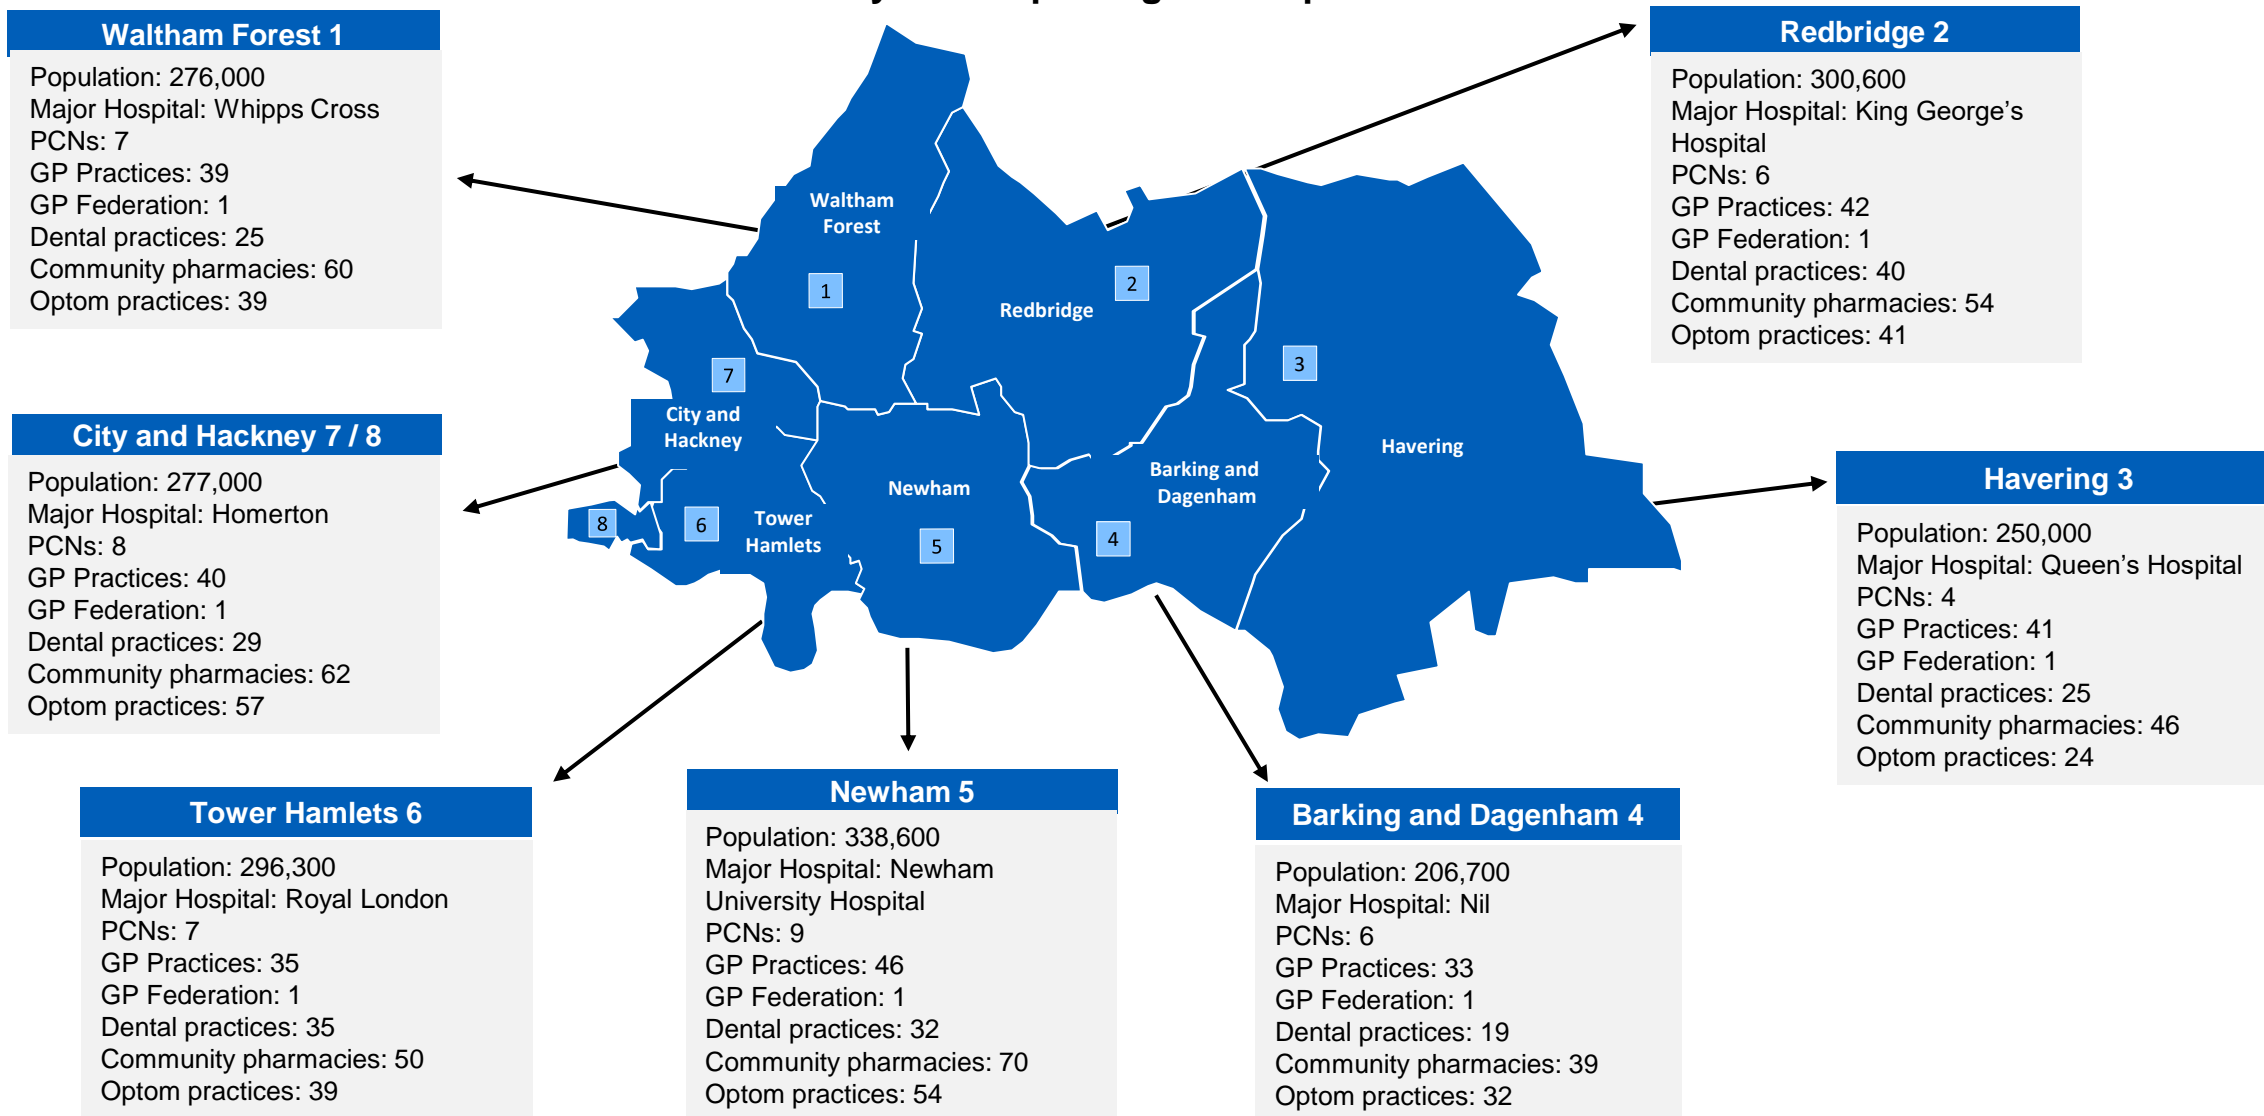 Waltham Forest 1
Population: 276,000
Major Hospital: Whipps Cross
PCNs: 7
GP Practices: 39
GP Federation: 1
Dental practices: 25
Community pharmacies: 60
Optom practices: 39
Redbridge 2
Population: 300,600
Major Hospital: King George’s
Hospital
PCNs: 6
GP Practices: 42
GP Federation: 1
Dental practices: 40
Community pharmacies: 54
Optom practices: 41
Waltham
Forest
1
2
Redbridge
3
7
City and
Hackney
Havering
Barking and
Dagenham
Newham
8
6
Tower
Hamlets
5
4
City and Hackney 7 / 8
Population: 277,000
Major Hospital: Homerton
PCNs: 8
GP Practices: 40
GP Federation: 1
Dental practices: 29
Community pharmacies: 62
Optom practices: 57
Havering 3
Population: 250,000
Major Hospital: Queen’s Hospital
PCNs: 4
GP Practices: 41
GP Federation: 1
Dental practices: 25
Community pharmacies: 46
Optom practices: 24
Tower Hamlets 6
Population: 296,300
Major Hospital: Royal London
PCNs: 7
GP Practices: 35
GP Federation: 1
Dental practices: 35
Community pharmacies: 50
Optom practices: 39
Newham 5
Population: 338,600
Major Hospital: Newham
University Hospital
PCNs: 9
GP Practices: 46
GP Federation: 1
Dental practices: 32
Community pharmacies: 70
Optom practices: 54
Barking and Dagenham 4
Population: 206,700
Major Hospital: Nil
PCNs: 6
GP Practices: 33
GP Federation: 1
Dental practices: 19
Community pharmacies: 39
Optom practices: 32